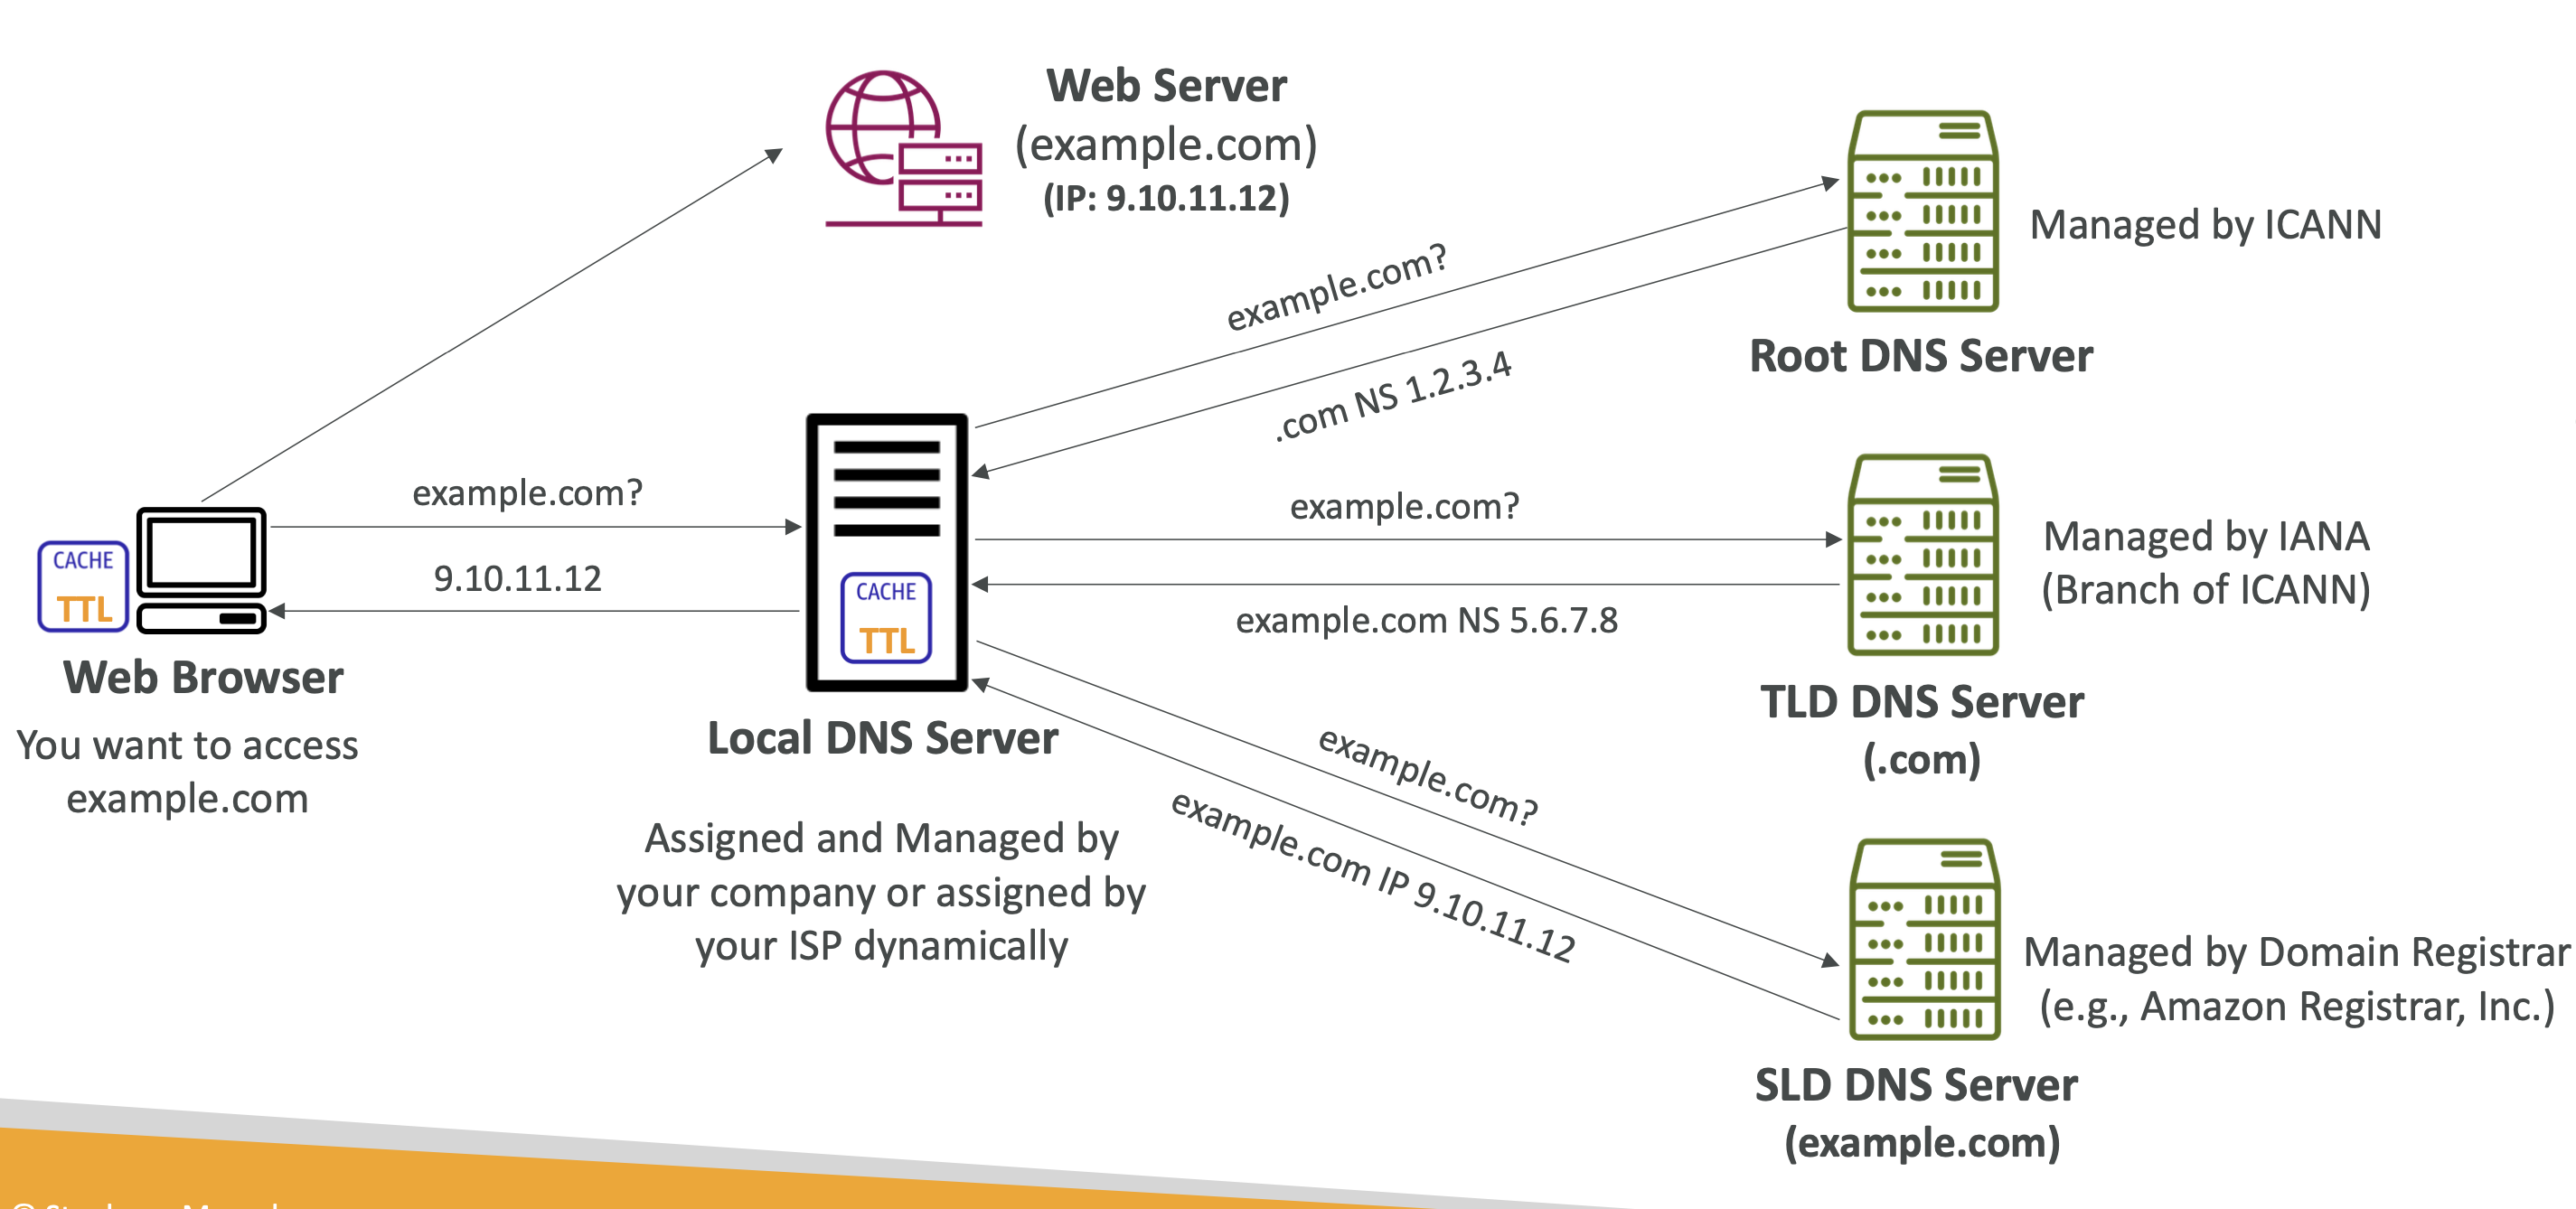 Web Server
(example.com)
(IP: 9.10.11.12)
Managed by ICANN
Root DNS Server
example.com?
.com NS 1.2.3.4
example.com?
9.10.11.12
CACHE
TTL
Web Browser
You want to access
example.com
CACHE
TTL
Local DNS Server
Assigned and Managed by
your company or assigned by
your ISP dynamically
example.com?
example.com NS 5.6.7.8
Managed by IANA
(Branch of ICANN)
TLD DNS Server
(.com)
example.com?
example.com IP 9.10.11.12
Managed by Domain Registrar
(e.g., Amazon Registrar, Inc.)
SLD DNS Server
(example.com)